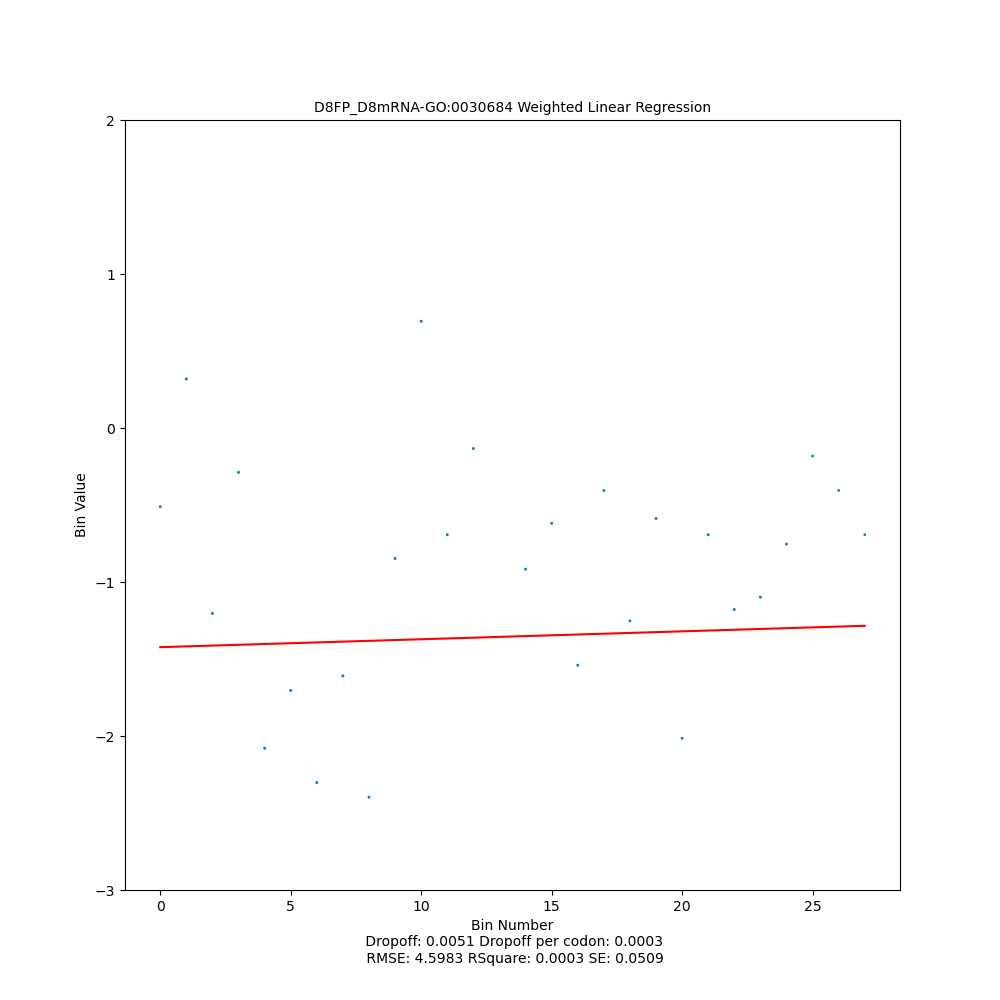 D8FP_D8mRNA-GO:0030684 Weighted Linear Regression
2
1
0
−1
−2
−3
Bin Value
0 5 10 15 20 25
Bin Number
Dropoff: 0.0051 Dropoff per codon: 0.0003
RMSE: 4.5983 RSquare: 0.0003 SE: 0.0509